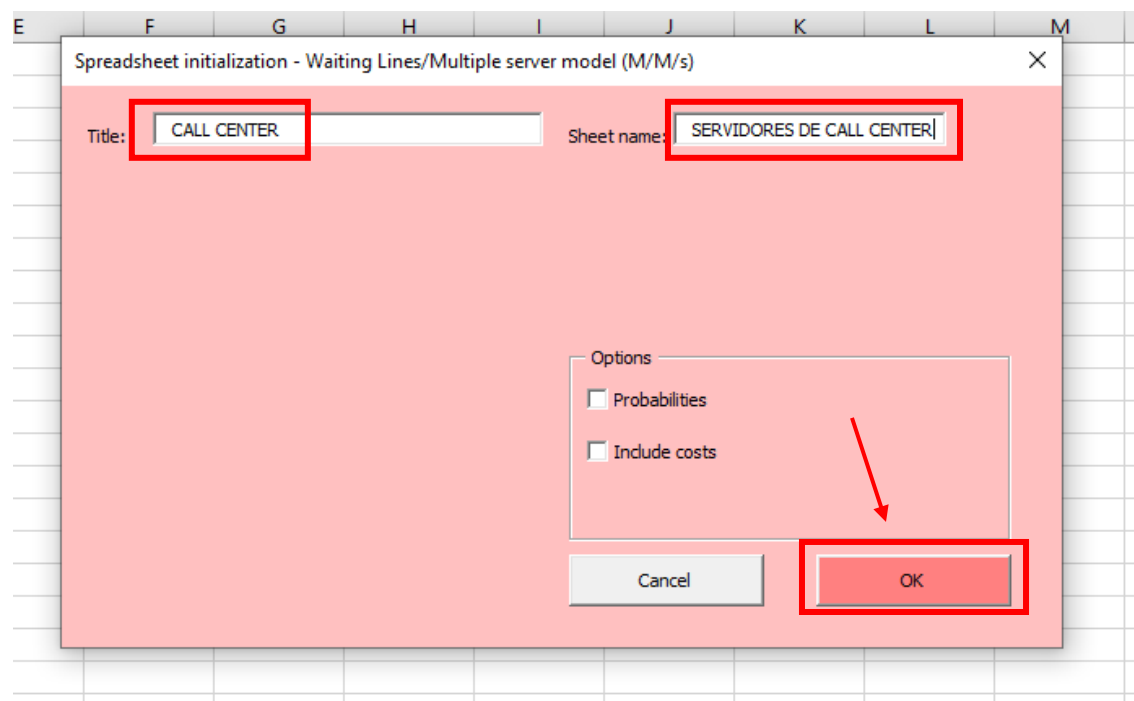 E F G H I J K L M
Spreadsheet initialization - Waiting Lines/Multiple server model (M/M/s)
Title: CALL CENTER Sheet name: SERVIDORES DE CALL CENTER
Options
Probabilities
Include costs
Cancel OK